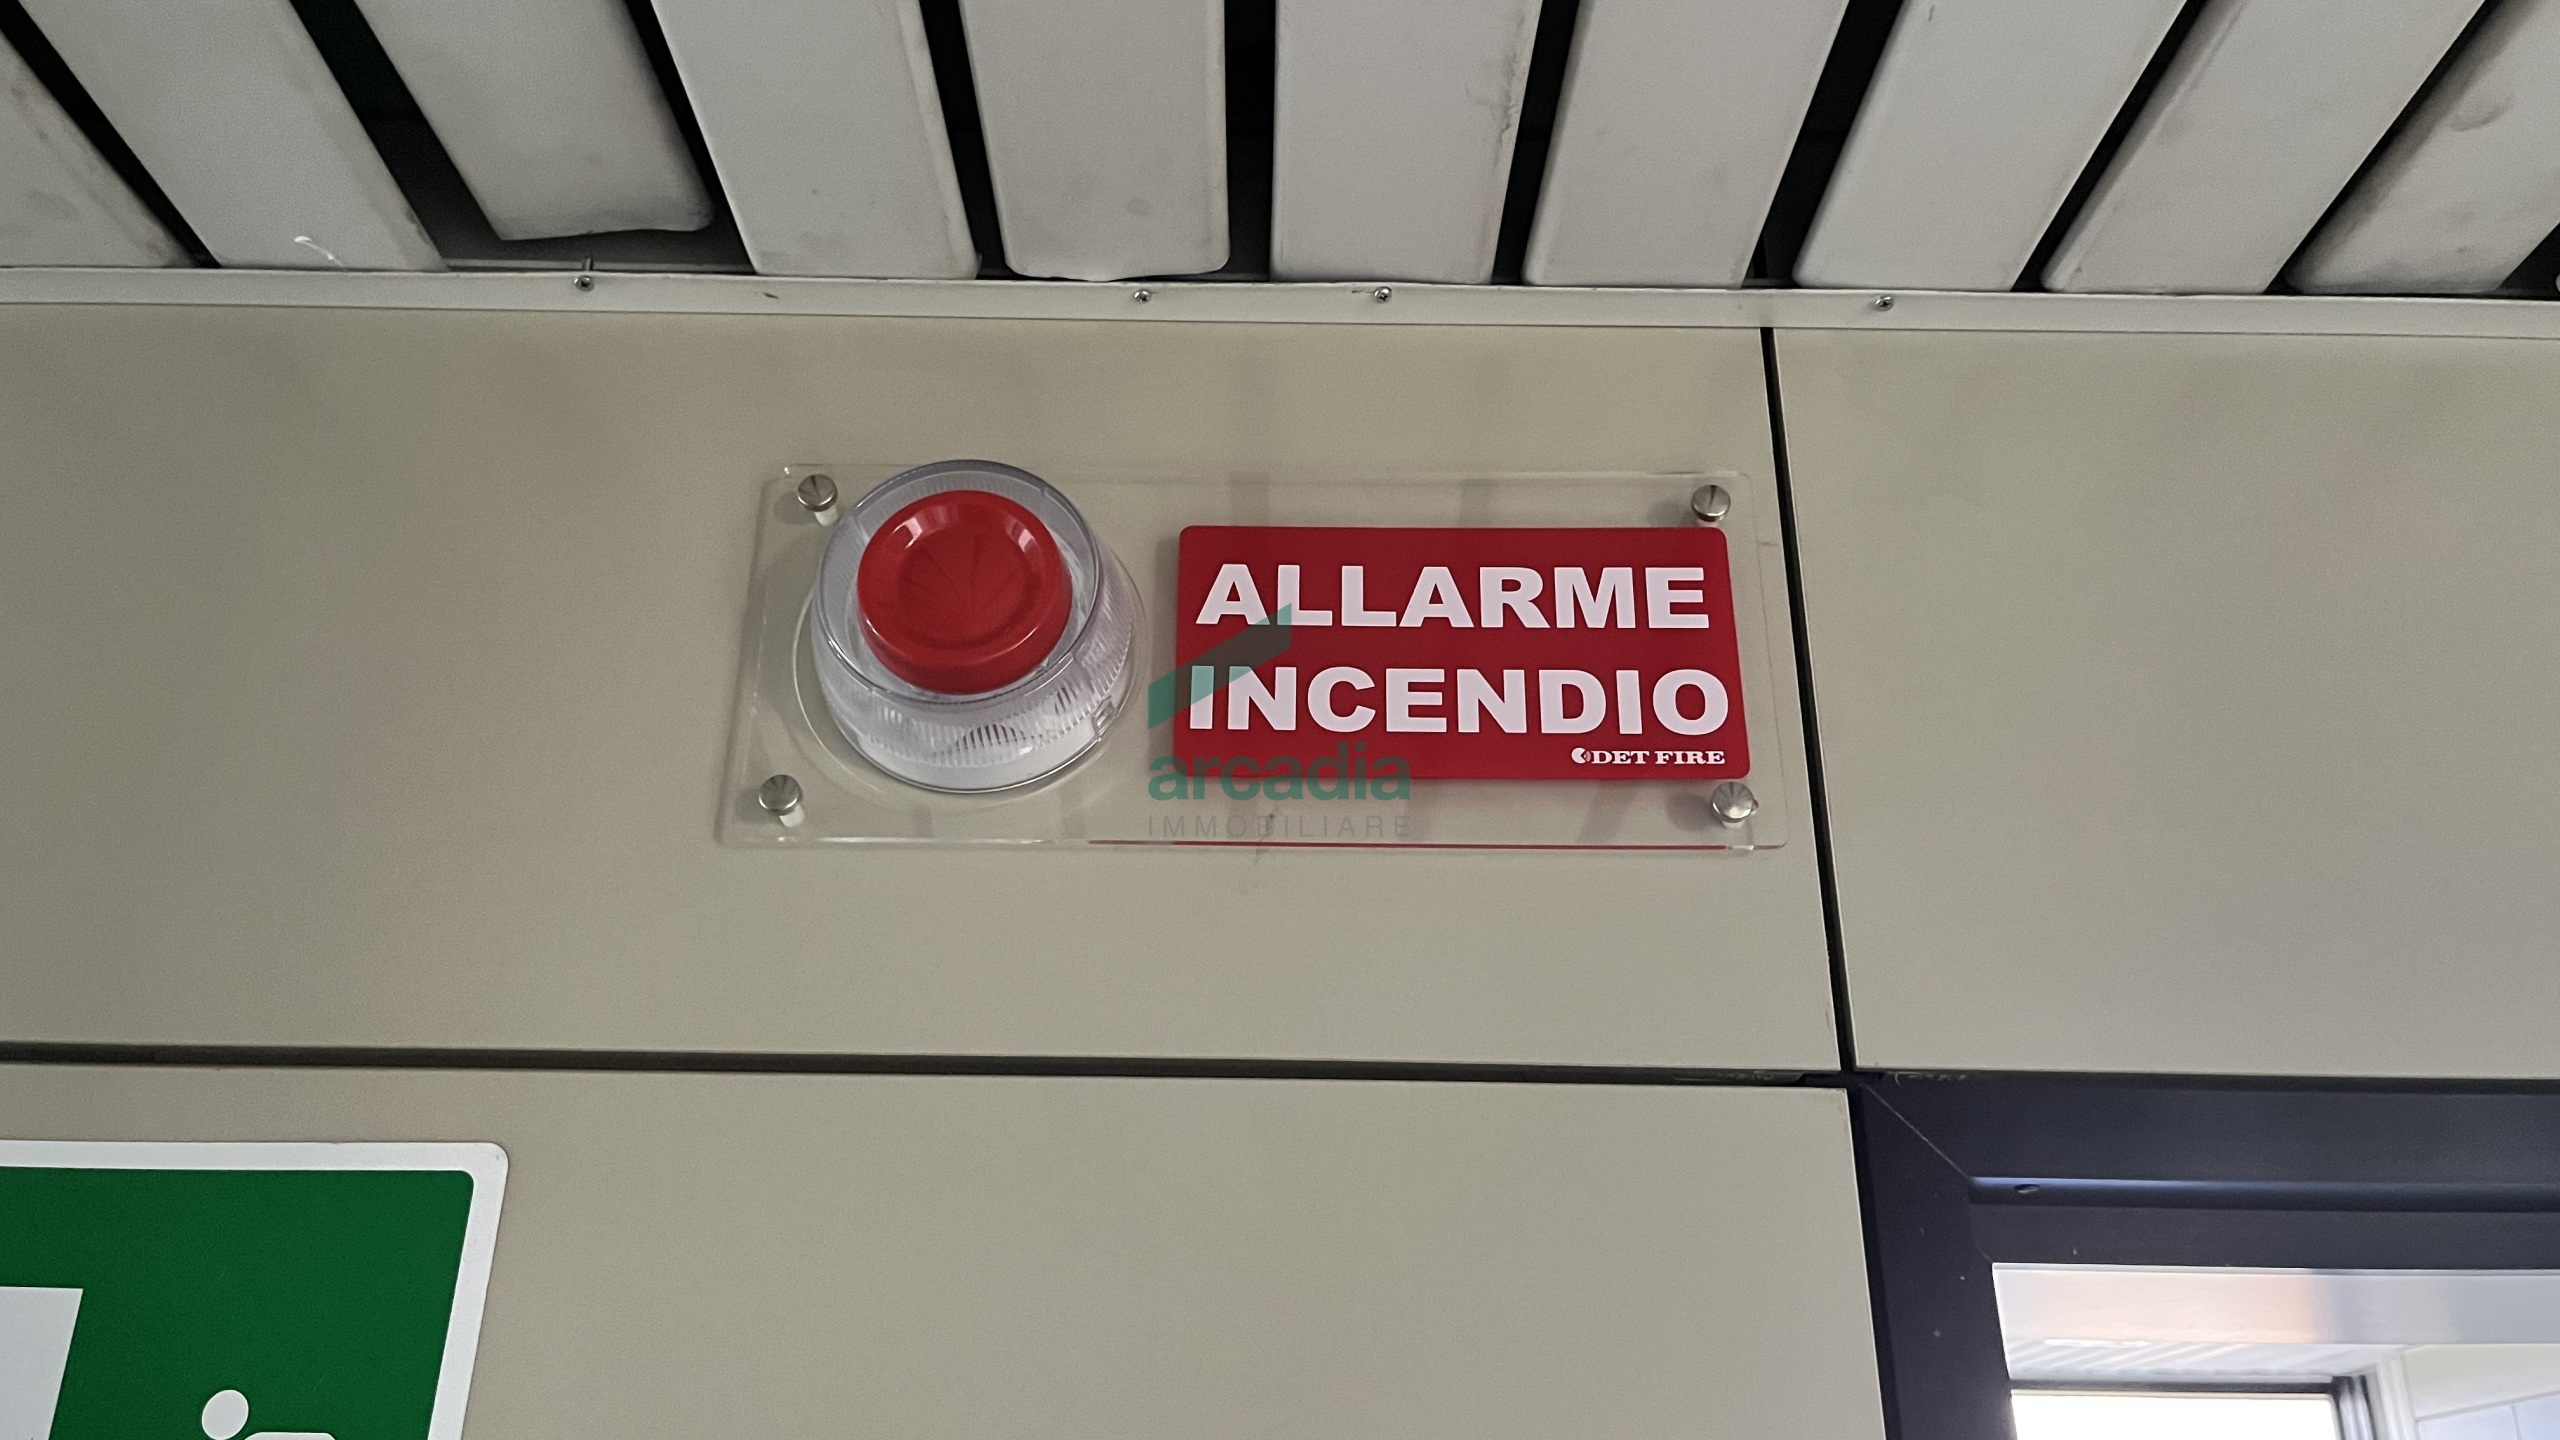 ALLARME
INCENDIO
DET FIRE
arcadia
IMMOBILIARE